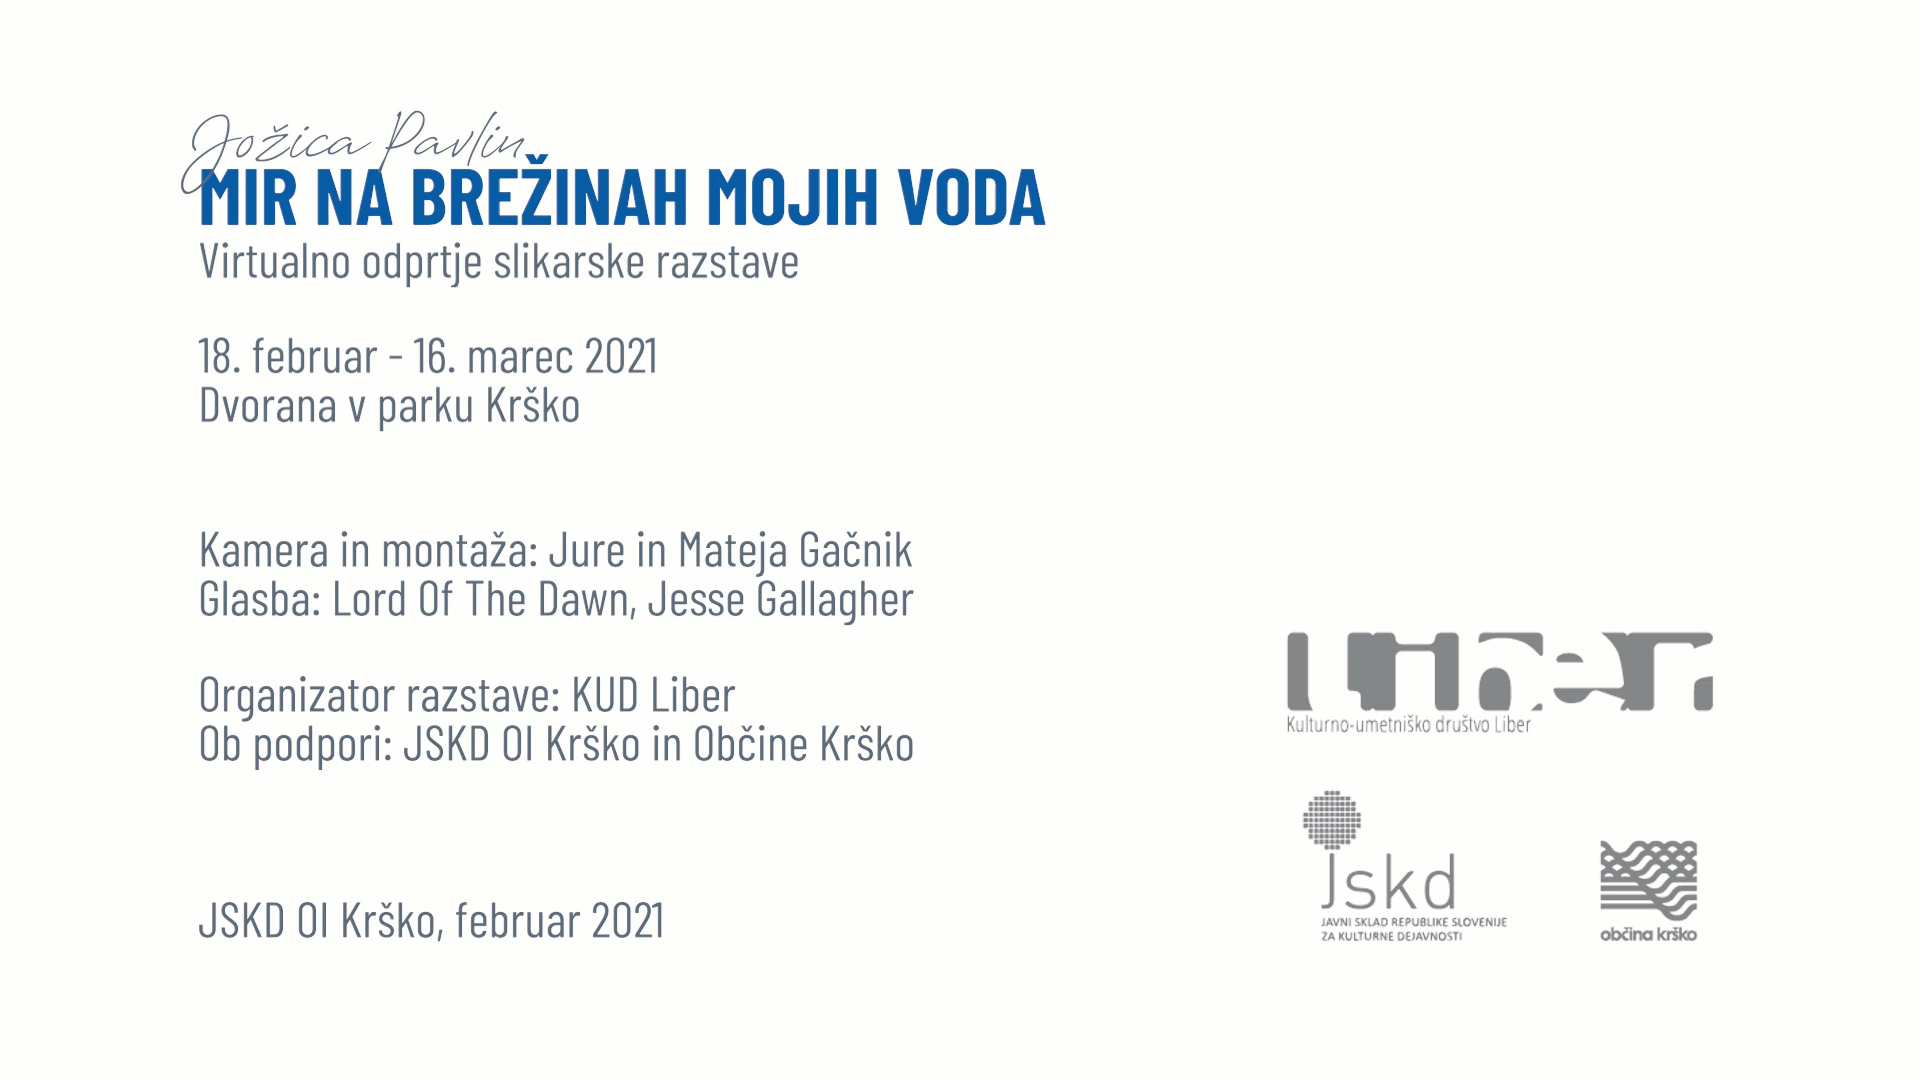 Jožica Pavlin
MIR NA BREŽINAH MOJIH VODA
Virtualno odprtje slikarske razstave
18. februar - 16. marec 2021
Dvorana v parku Krško
Kamera in montaža: Jure in Mateja Gačnik
Glasba: Lord Of The Dawn, Jesse Gallagher
Organizator razstave: KUD Liber
Ob podpori: JSKD OI Krško in Občine Krško
JSKD OI Krško, februar 2021
Liber
Kulturno-umetniško društvo Liber
Jskd
JAVNI SKLAD REPUBLIKE SLOVENIJE
ZA KULTURNE DEJAVNOSTI
občina krško